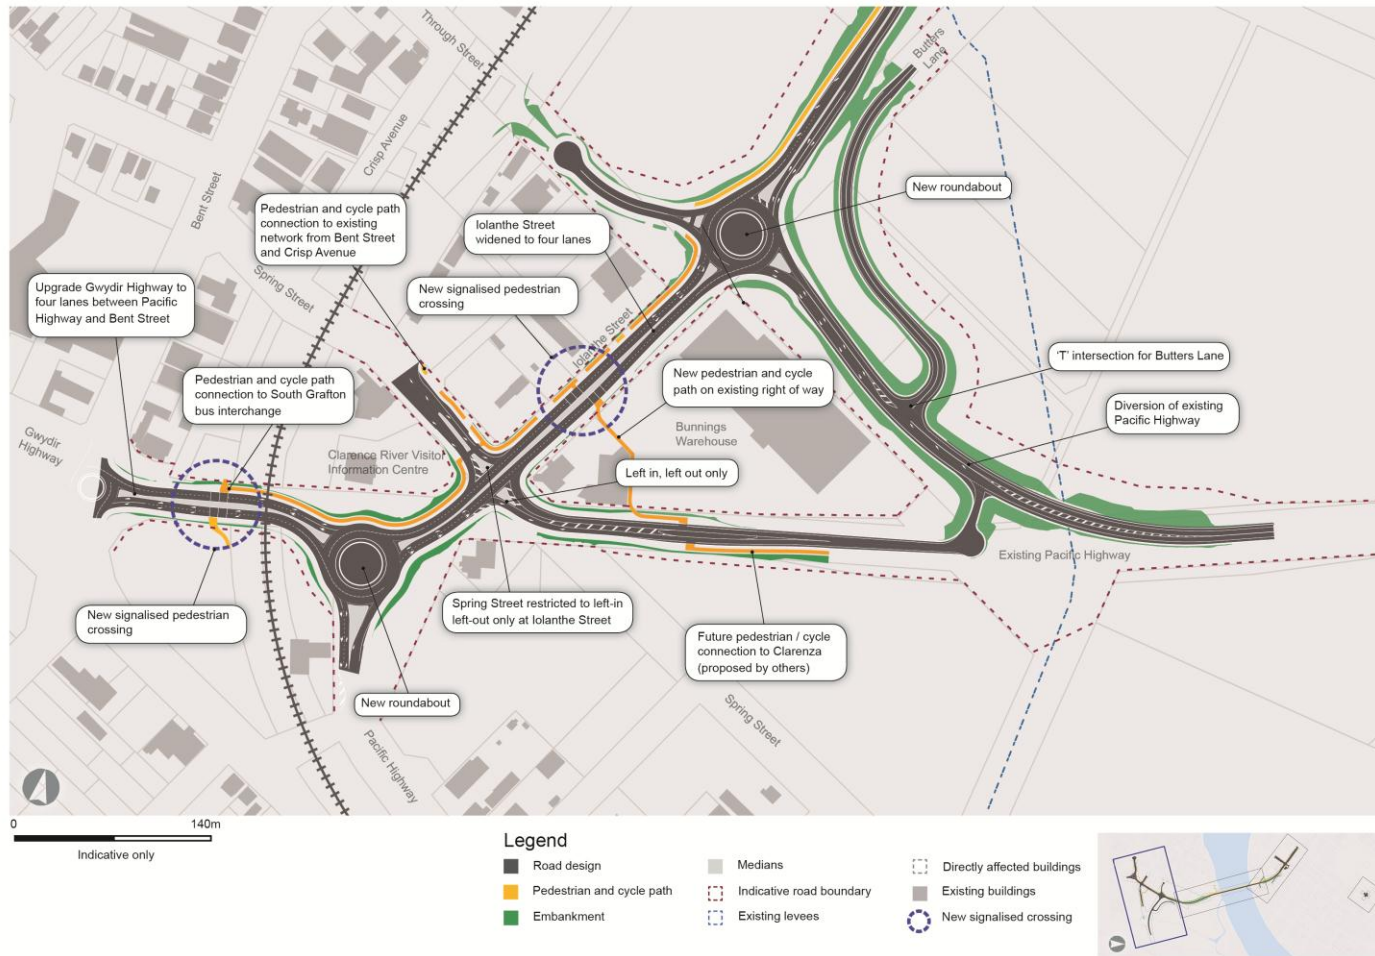 Through Street
Butters
Lane
Crisp Avenue
Bent Street
Pedestrian and cycle path
connection to existing
network from Bent Street
and Crisp Avenue
Iolanthe Street
widened to four lanes
New roundabout
Upgrade Gwydir Highway to
four lanes between Pacific
Highway and Bent Street
Spring Street
New signalised pedestrian
crossing
Iolanthe Street
Pedestrian and cycle path
connection to South Grafton
bus interchange
New pedestrian and cycle
path on existing right of way
'T' intersection for Butters Lane
Diversion of existing
Pacific Highway
Gwydir
Highway
Clarence River Visitor
Information Centre
Bunnings
Warehouse
Left in, left out only
Existing Pacific Highway
New signalised pedestrian
crossing
Spring Street restricted to left-in
left-out only at Iolanthe Street
Future pedestrian / cycle
connection to Clarenza
(proposed by others)
New roundabout
Spring Street
Pacific Highway
0 140m
Indicative only
Legend
Road design
Pedestrian and cycle path
Embankment
Medians
Indicative road boundary
Existing levees
Directly affected buildings
Existing buildings
New signalised crossing